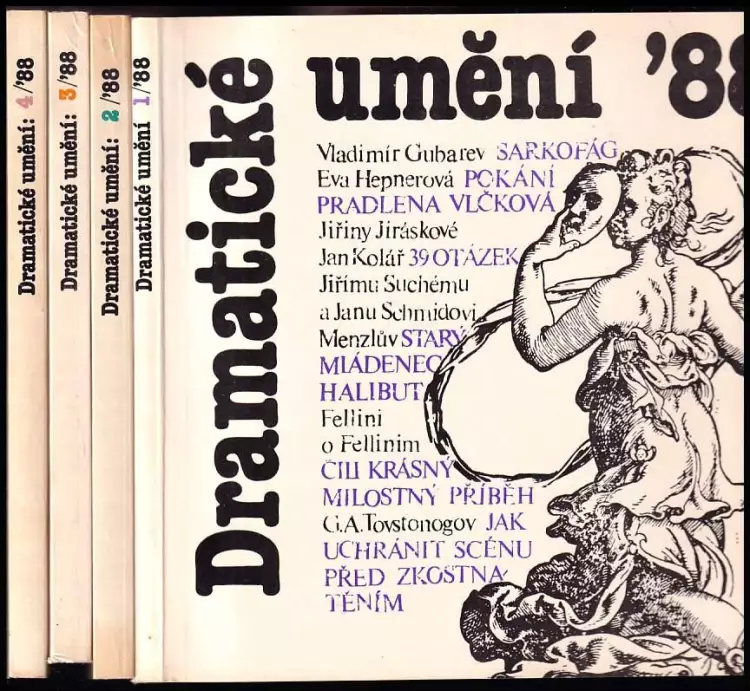 Dramatické umění: 4/'88
Dramatické umění: 3/'88
Dramatické umění: 2/'88
Dramatické umění 1/'88
Dramatické
umění '88
Vladimír Gubarev SARKOFÁG
Eva Hepnerová POKÁNÍ
PRADLENA VLČKOVÁ
Jiřiny Jiráskové
Jan Kolář 39 OTÁZEK
Jiřímu Suchému
a Janu Schmidovi
Menzlův STARÝ
MLÁDENEC
HALIBUT
Fellini
o Fellinim
ČILI KRÁSNÝ
MILOSTNÝ PŘÍBĚH
G.A.Tovstonogov JAK
UCHRÁNIT SCÉNU
PŘED ZKOSTNA
TĚNÍM